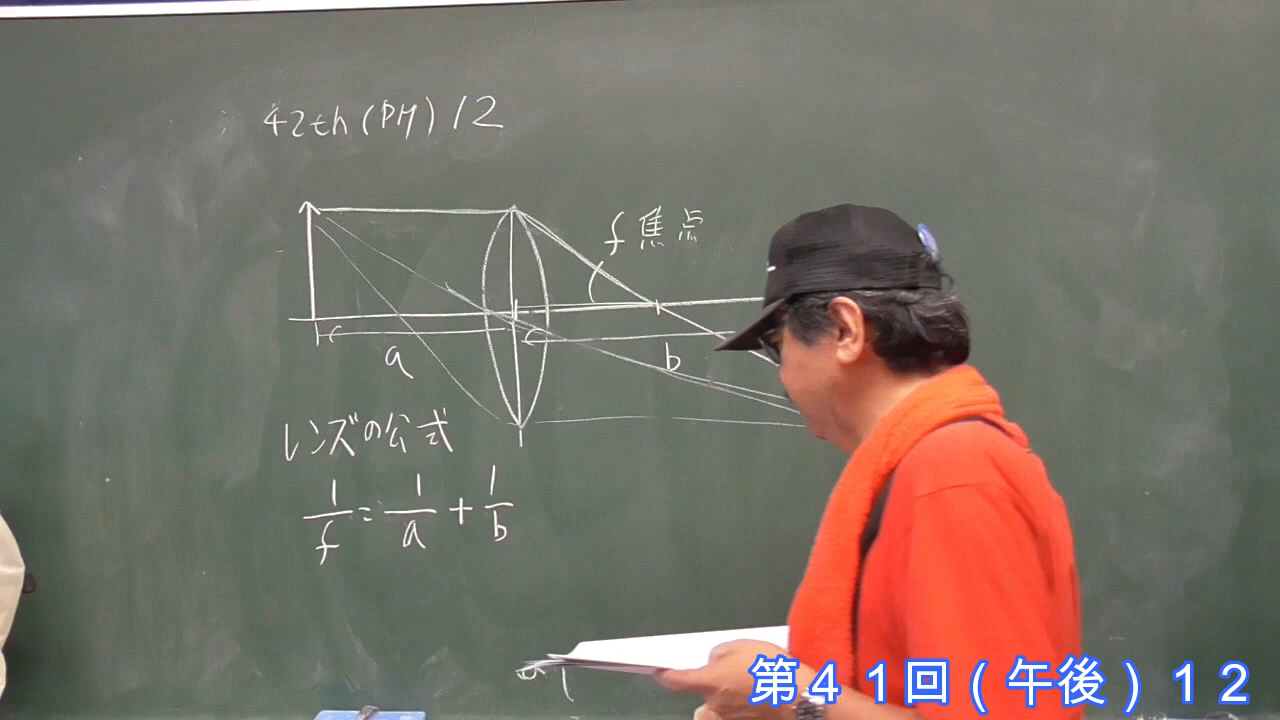 42th (PM) 12
f 焦点
a
b
レンズの公式
1/f = 1/a + 1/b
第４１回（午後）１２